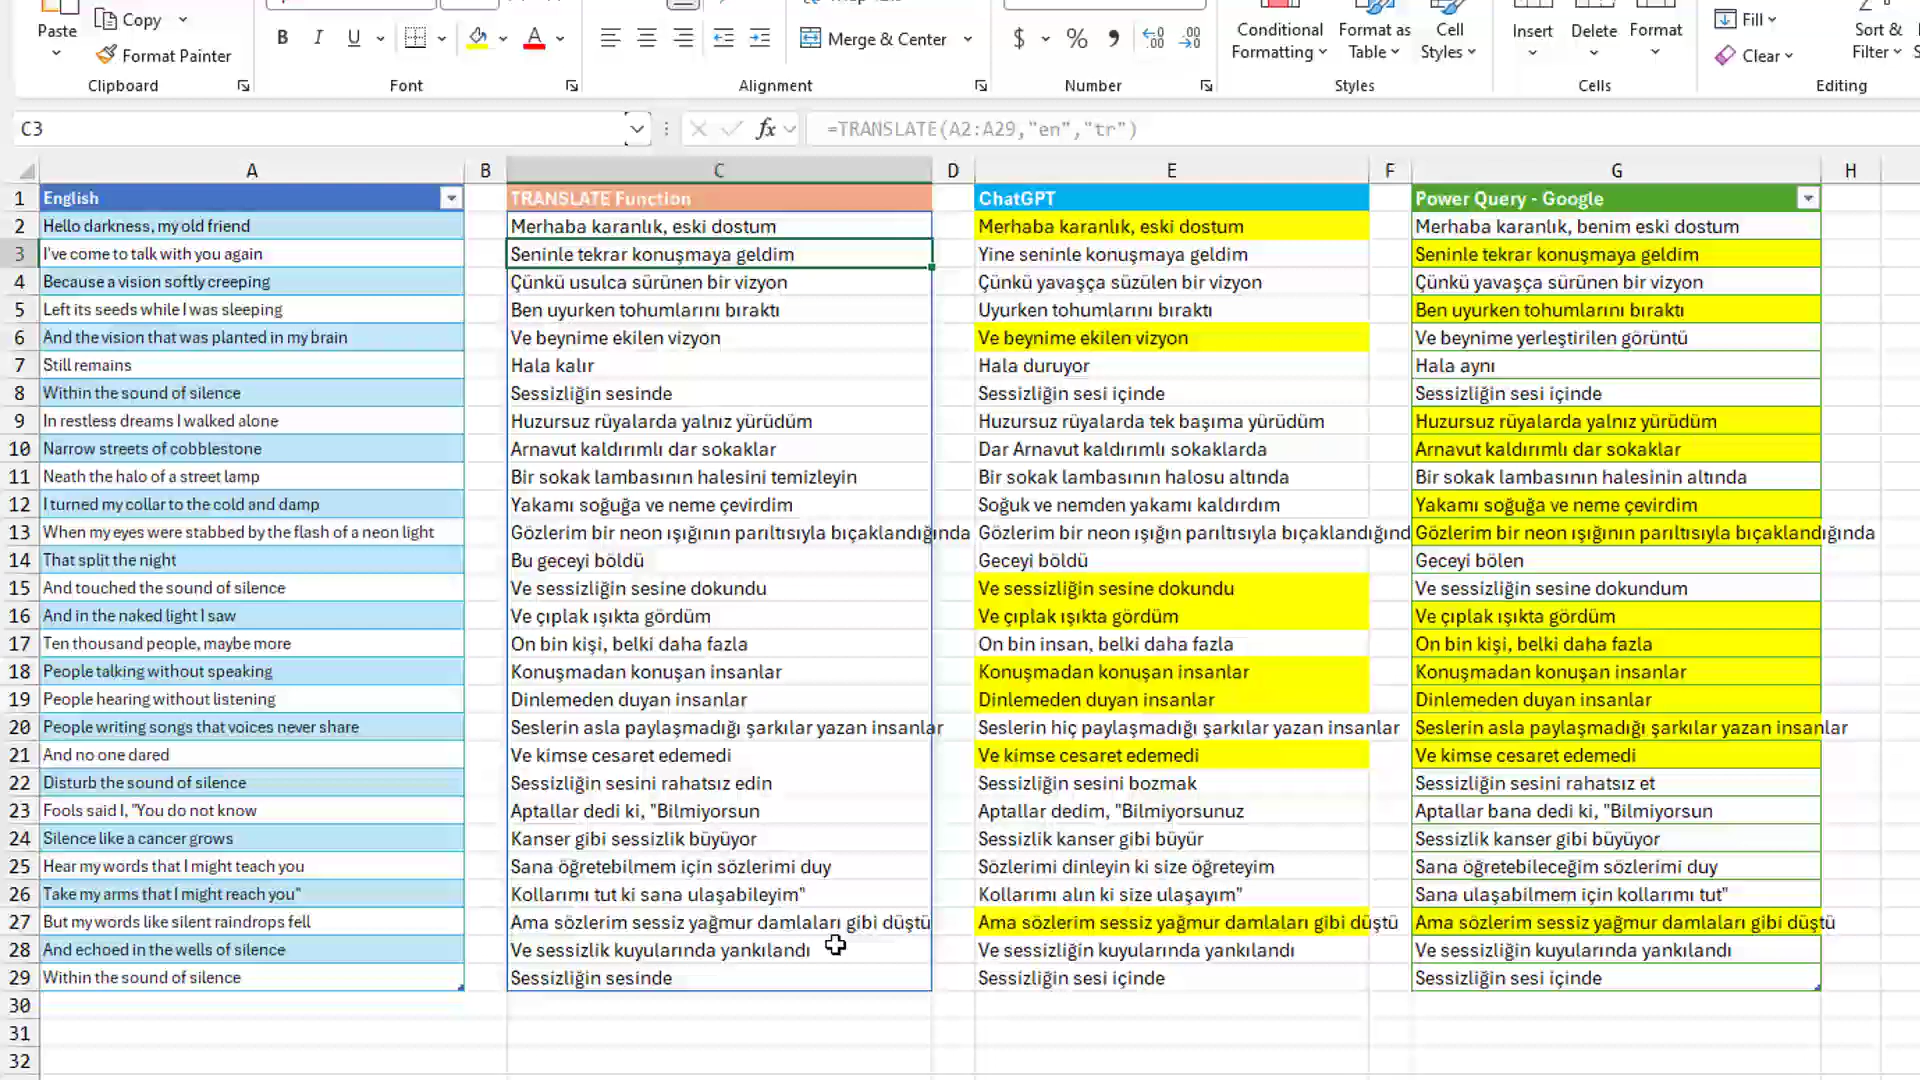 Paste
Copy
Format Painter
Clipboard
B I U A
Font
Merge & Center
Alignment
$ % 9
Number
Conditional Formatting
Format as Table
Cell Styles
Styles
Insert
Delete
Format
Cells
Fill
Clear
Sort & Filter
Editing
C3 fx =TRANSLATE(A2:A29,"en","tr")
A B C D E F G H
1 English TRANSLATE Function ChatGPT Power Query - Google
2 Hello darkness, my old friend Merhaba karanlık, eski dostum Merhaba karanlık, eski dostum Merhaba karanlık, benim eski dostum
3 I've come to talk with you again Seninle tekrar konuşmaya geldim Yine seninle konuşmaya geldim Seninle tekrar konuşmaya geldim
4 Because a vision softly creeping Çünkü usulca sürünen bir vizyon Çünkü yavaşça süzülen bir vizyon Çünkü yavaşça sürünen bir vizyon
5 Left its seeds while I was sleeping Ben uyurken tohumlarını bıraktı Uyurken tohumlarını bıraktı Ben uyurken tohumlarını bıraktı
6 And the vision that was planted in my brain Ve beynime ekilen vizyon Ve beynime ekilen vizyon Ve beynime yerleştirilen görüntü
7 Still remains Hala kalır Hala duruyor Hala aynı
8 Within the sound of silence Sessizliğin sesinde Sessizliğin sesi içinde Sessizliğin sesi içinde
9 In restless dreams I walked alone Huzursuz rüyalarda yalnız yürüdüm Huzursuz rüyalarda tek başıma yürüdüm Huzursuz rüyalarda yalnız yürüdüm
10 Narrow streets of cobblestone Arnavut kaldırımlı dar sokaklar Dar Arnavut kaldırımlı sokaklarda Arnavut kaldırımlı dar sokaklar
11 Neath the halo of a street lamp Bir sokak lambasının halesini temizleyin Bir sokak lambasının halosu altında Bir sokak lambasının halesinin altında
12 I turned my collar to the cold and damp Yakamı soğuğa ve neme çevirdim Soğuk ve nemden yakamı kaldırdım Yakamı soğuğa ve neme çevirdim
13 When my eyes were stabbed by the flash of a neon light Gözlerim bir neon ışığının parıltısıyla bıçaklandığında Gözlerim bir neon ışığın parıltısıyla bıçaklandı Gözlerim bir neon ışığının parıltısıyla bıçaklandığında
14 That split the night Bu geceyi böldü Geceyi böldü Geceyi bölen
15 And touched the sound of silence Ve sessizliğin sesine dokundu Ve sessizliğin sesine dokundu Ve sessizliğin sesine dokundum
16 And in the naked light I saw Ve çıplak ışıkta gördüm Ve çıplak ışıkta gördüm Ve çıplak ışıkta gördüm
17 Ten thousand people, maybe more On bin kişi, belki daha fazla On bin insan, belki daha fazla On bin kişi, belki daha fazla
18 People talking without speaking Konuşmadan konuşan insanlar Konuşmadan konuşan insanlar Konuşmadan konuşan insanlar
19 People hearing without listening Dinlemeden duyan insanlar Dinlemeden duyan insanlar Dinlemeden duyan insanlar
20 People writing songs that voices never share Seslerin asla paylaşmadığı şarkılar yazan insanlar Seslerin hiç paylaşmadığı şarkılar yazan insanlar Seslerin asla paylaşmadığı şarkılar yazan insanlar
21 And no one dared Ve kimse cesaret edemedi Ve kimse cesaret edemedi Ve kimse cesaret edemedi
22 Disturb the sound of silence Sessizliğin sesini rahatsız edin Sessizliğin sesini bozmak Sessizliğin sesini rahatsız et
23 Fools said I, "You do not know Aptallar dedi ki, "Bilmiyorsun Aptallar dedim, "Bilmiyorsunuz Aptallar bana dedi ki, "Bilmiyorsun
24 Silence like a cancer grows Kanser gibi sessizlik büyüyor Sessizlik kanser gibi büyür Sessizlik kanser gibi büyüyor
25 Hear my words that I might teach you Sana öğretebilmem için sözlerimi duy Sözlerimi dinleyin ki size öğreteyim Sana öğretebileceğim sözlerimi duy
26 Take my arms that I might reach you" Kollarımı tut ki sana ulaşabileyim" Kollarımı alın ki size ulaşayım" Sana ulaşabilmem için kollarımı tut"
27 But my words like silent raindrops fell Ama sözlerim sessiz yağmur damlaları gibi düştü Ama sözlerim sessiz yağmur damlaları gibi düştü Ama sözlerim sessiz yağmur damlaları gibi düştü
28 And echoed in the wells of silence Ve sessizlik kuyularında yankılandı Ve sessizliğin kuyularında yankılandı Ve sessizliğin kuyularında yankılandı
29 Within the sound of silence Sessizliğin sesinde Sessizliğin sesi içinde Sessizliğin sesi içinde
30
31
32